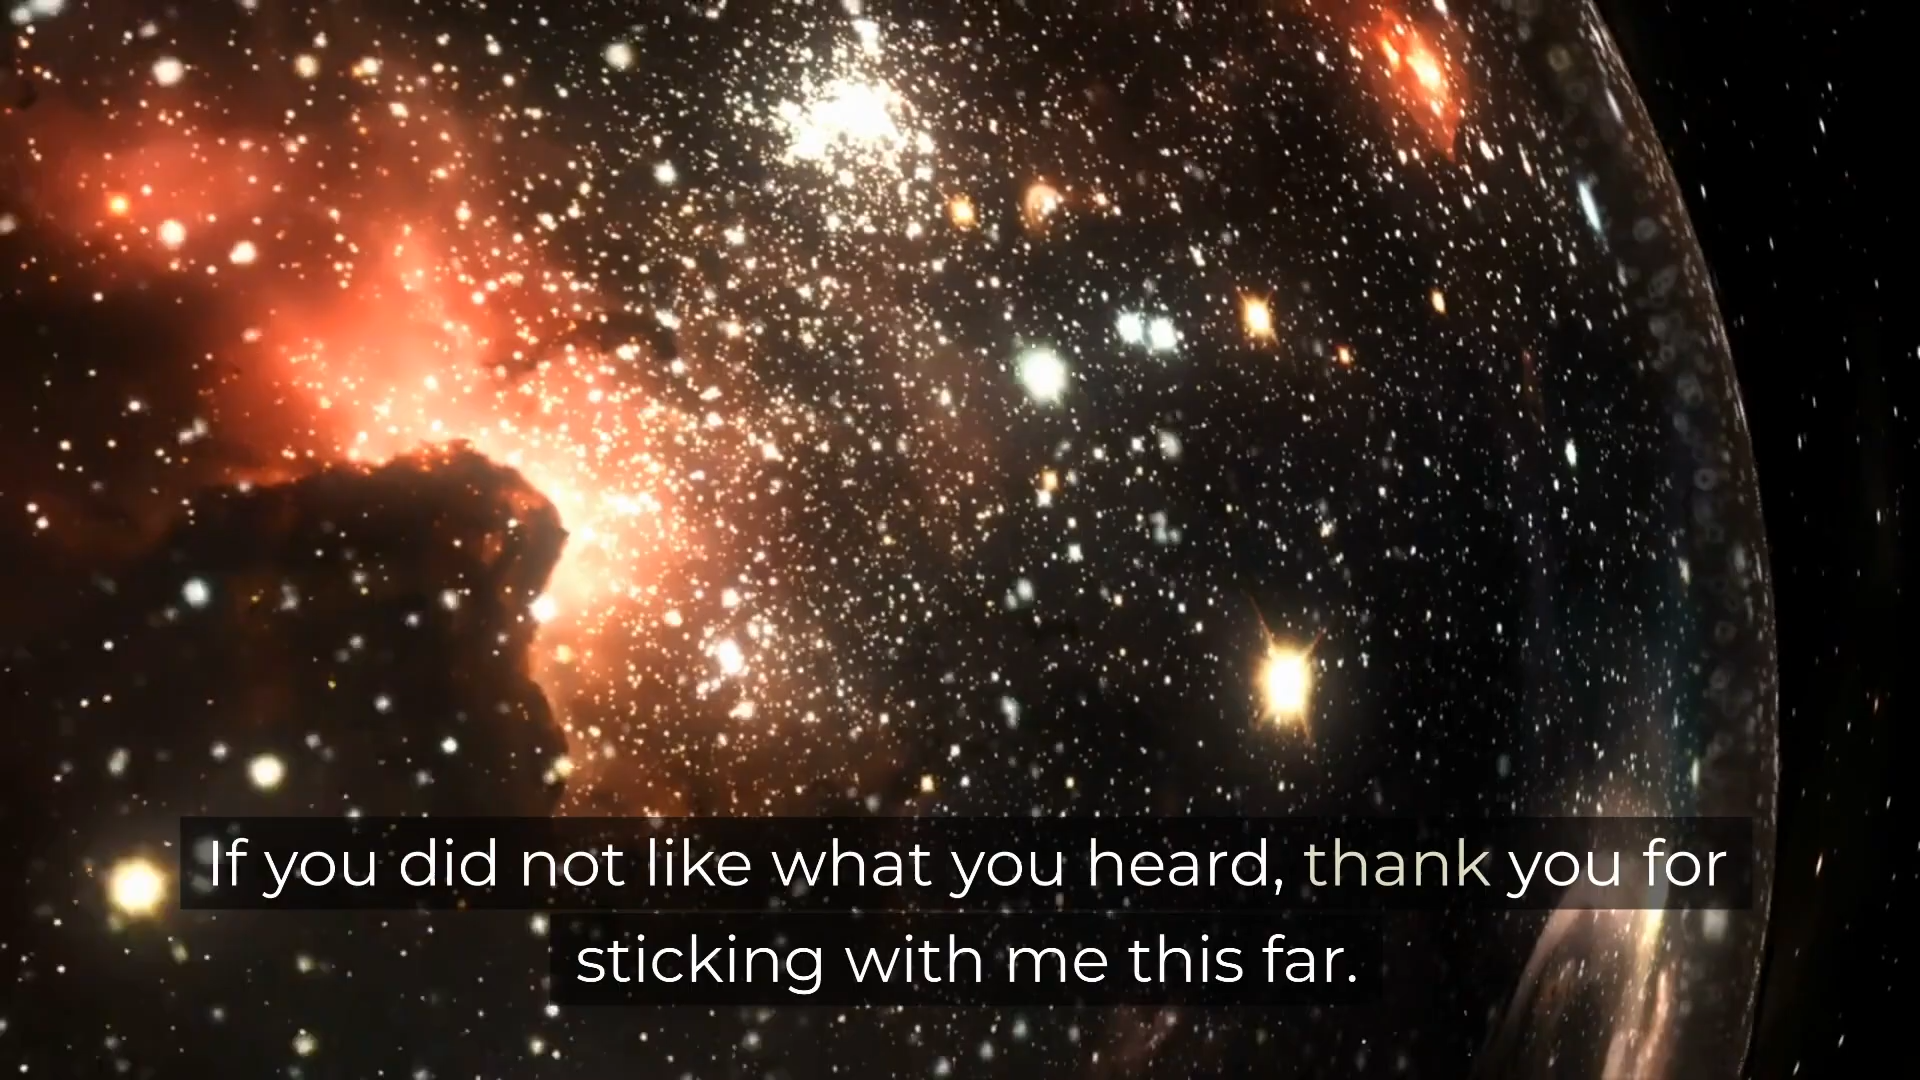 If you did not like what you heard, thank you for
sticking with me this far.